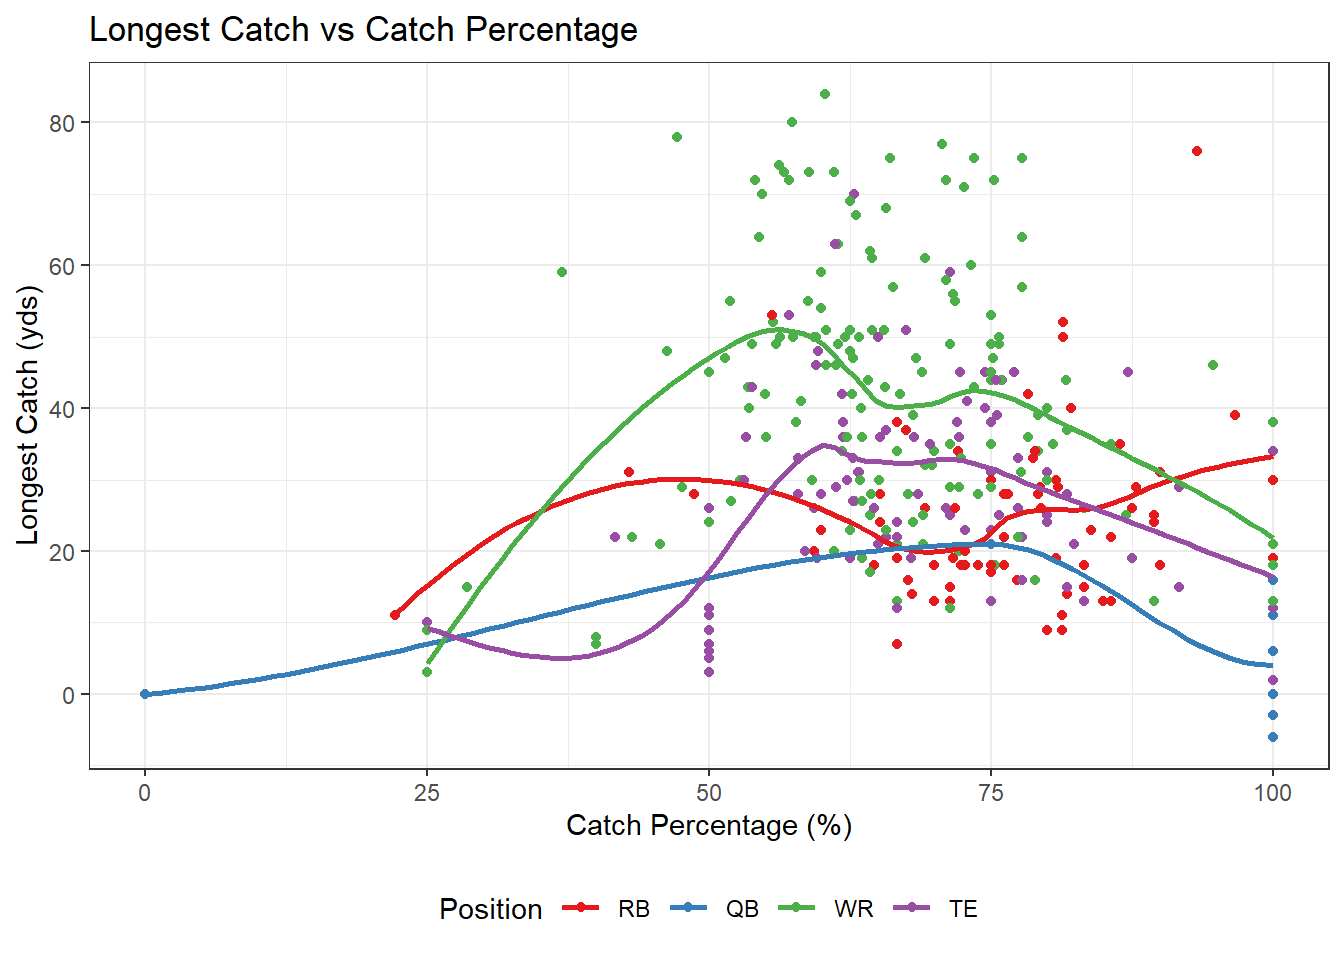 Longest Catch vs Catch Percentage
Longest Catch (yds)
80
60
40
20
0
0 25 50 75 100
Catch Percentage (%)
Position RB QB WR TE